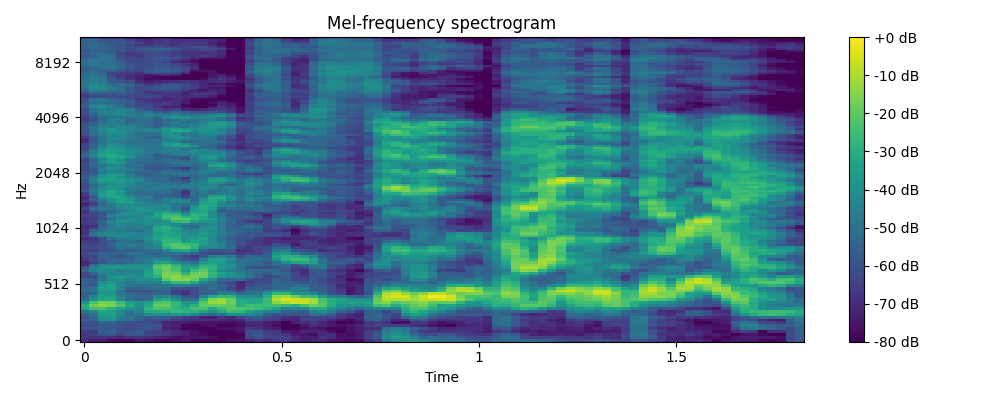 Mel-frequency spectrogram
Hz
8192
4096
2048
1024
512
0
0
0.5
1
1.5
Time
+0 dB
-10 dB
-20 dB
-30 dB
-40 dB
-50 dB
-60 dB
-70 dB
-80 dB